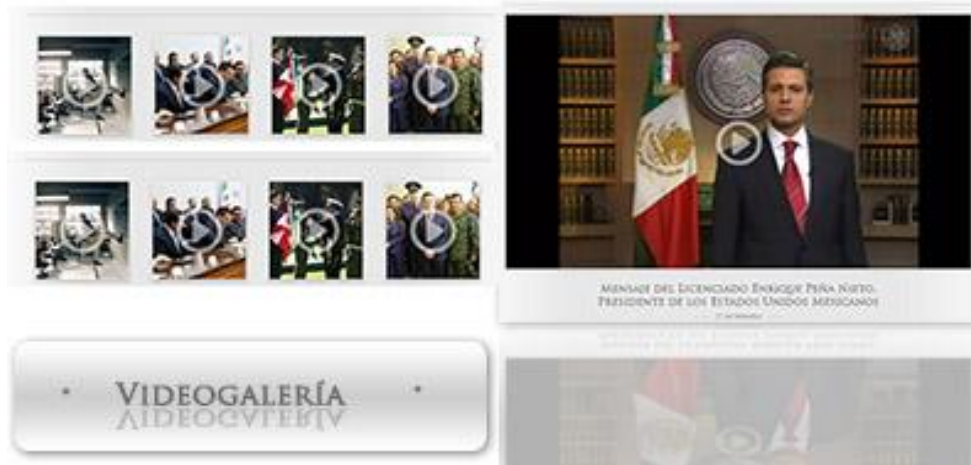 MENSAJE DEL LICENCIADO ENRIQUE PEÑA NIETO,
PRESIDENTE DE LOS ESTADOS UNIDOS MEXICANOS
VIDEOGALERÍA